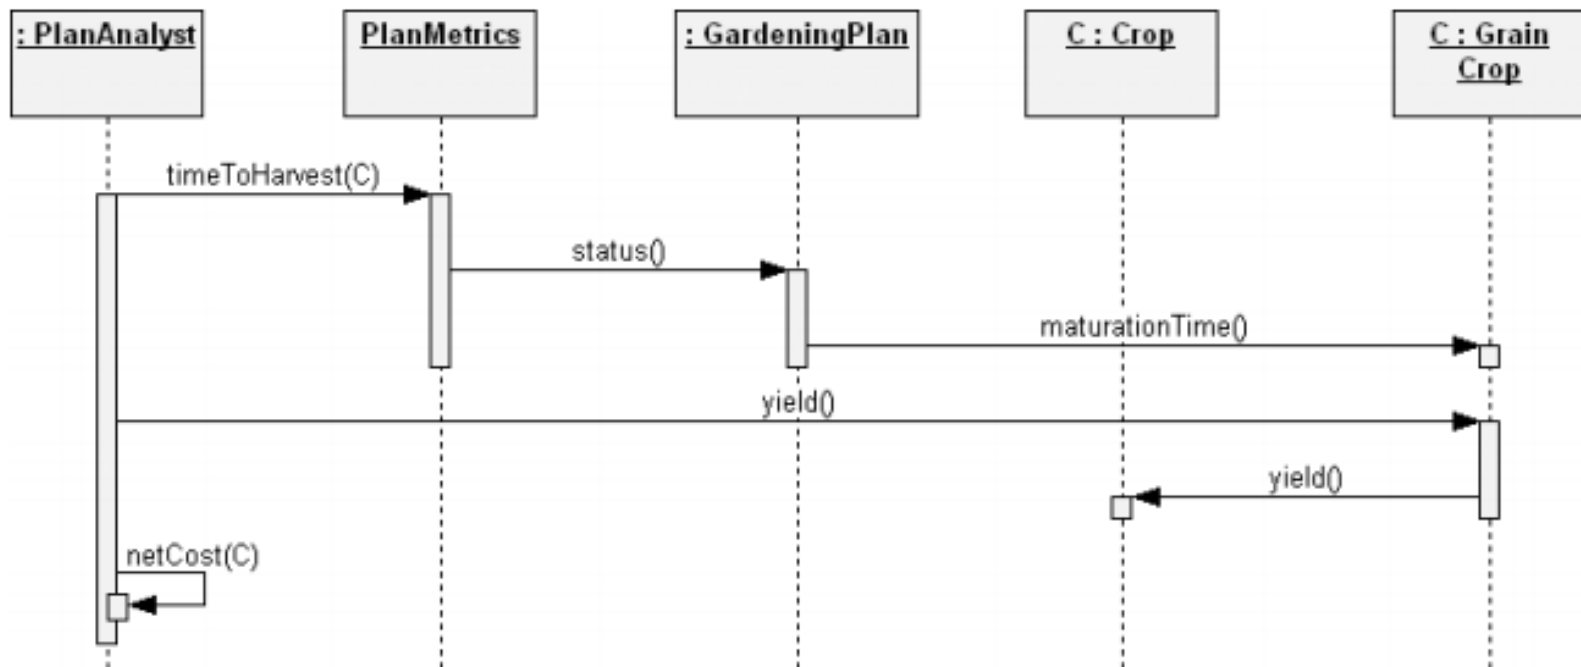 : PlanAnalyst
PlanMetrics
: GardeningPlan
C : Crop
C : Grain
Crop
timeToHarvest(C)
status()
maturationTime()
yield()
yield()
netCost(C)